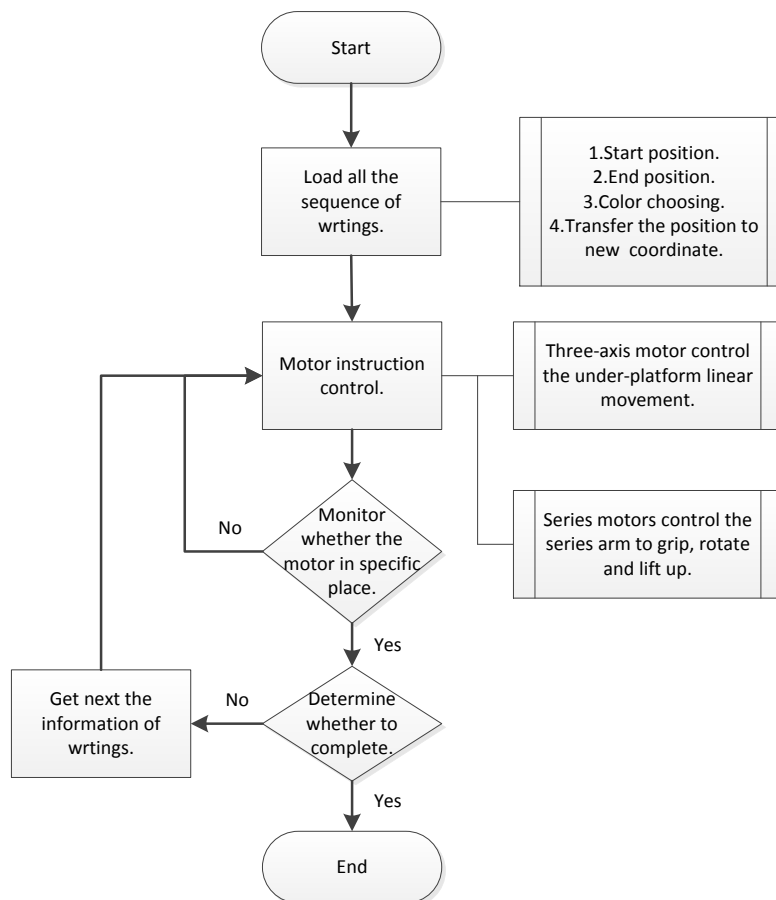 Start
Load all the
sequence of
wrtings.
1.Start position.
2.End position.
3.Color choosing.
4.Transfer the position to
new coordinate.
Motor instruction
control.
Three-axis motor control
the under-platform linear
movement.
No
Monitor
whether the
motor in specific
place.
Series motors control the
series arm to grip, rotate
and lift up.
Yes
Get next the
information of
wrtings.
No
Determine
whether to
complete.
Yes
End